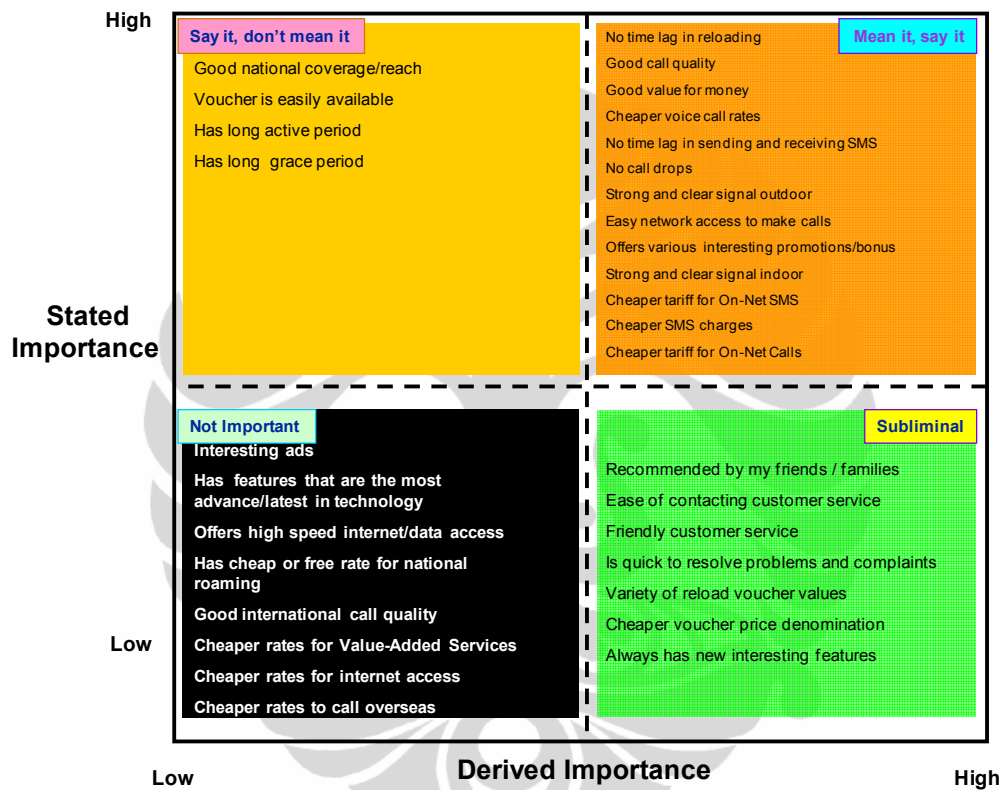 High
Say it, don't mean it
Good national coverage/reach
Voucher is easily available
Has long active period
Has long grace period
Mean it, say it
No time lag in reloading
Good call quality
Good value for money
Cheaper voice call rates
No time lag in sending and receiving SMS
No call drops
Strong and clear signal outdoor
Easy network access to make calls
Offers various interesting promotions/bonus
Strong and clear signal indoor
Cheaper tariff for On-Net SMS
Cheaper SMS charges
Cheaper tariff for On-Net Calls
Stated
Importance
Not Important
Interesting ads
Has features that are the most
advance/latest in technology
Offers high speed internet/data access
Has cheap or free rate for national
roaming
Good international call quality
Cheaper rates for Value-Added Services
Cheaper rates for internet access
Cheaper rates to call overseas
Subliminal
Recommended by my friends / families
Ease of contacting customer service
Friendly customer service
Is quick to resolve problems and complaints
Variety of reload voucher values
Cheaper voucher price denomination
Always has new interesting features
Low
Low
Derived Importance
High